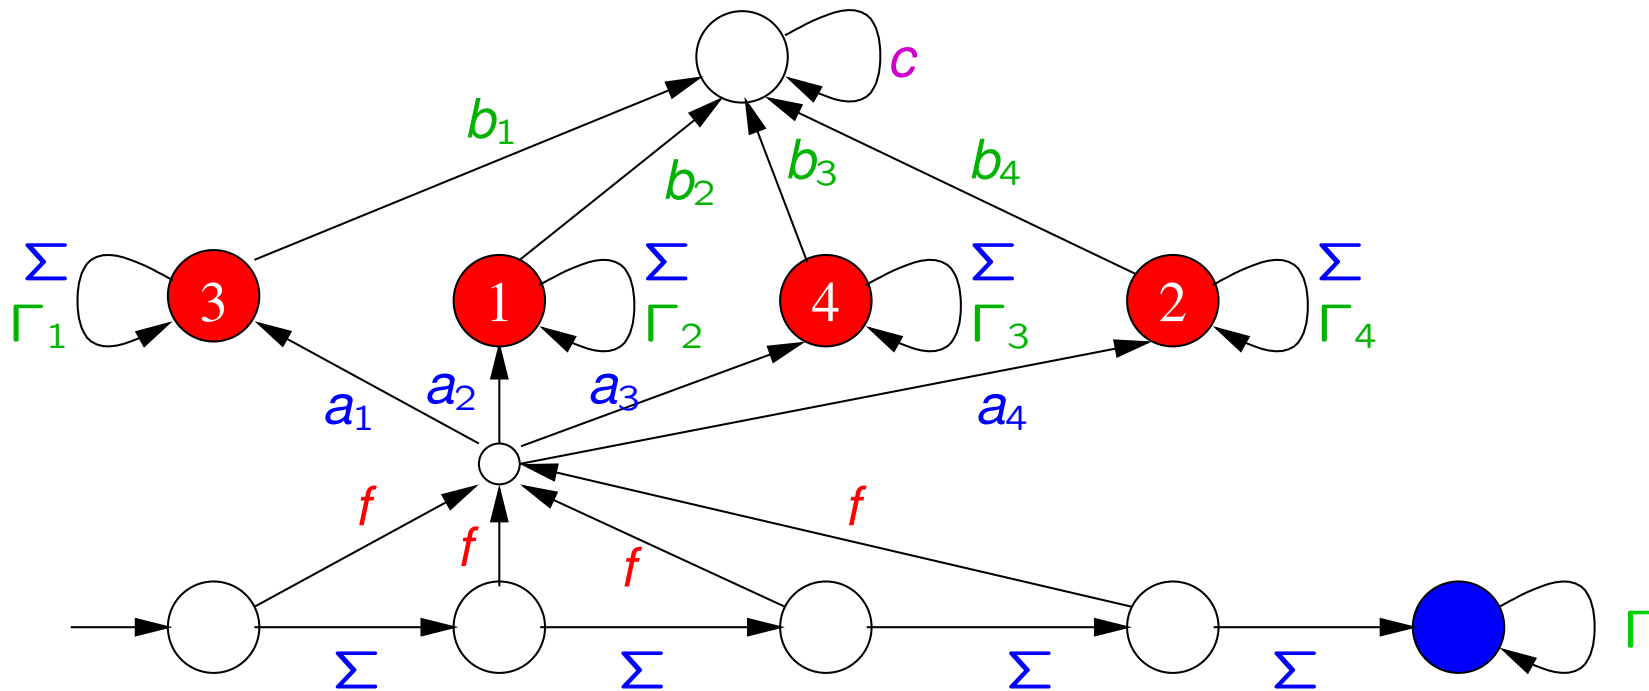 c
b₁
b₂
b₃
b₄
Σ Σ Σ Σ
3 1 4 2
Γ₁ Γ₂ Γ₃ Γ₄
a₁ a₂ a₃ a₄
f f f f
Γ
Σ Σ Σ Σ